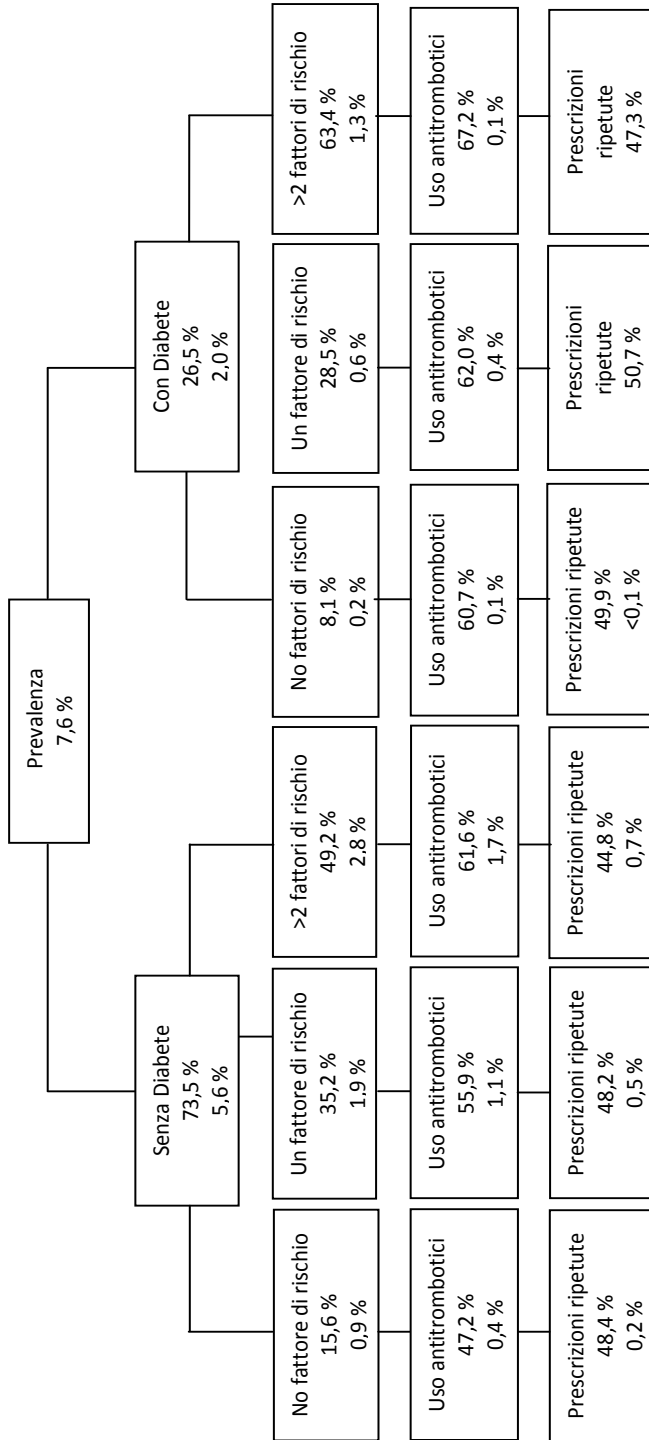 Prevalenza
7,6 %
Senza Diabete
73,5 %
5,6 %
Con Diabete
26,5 %
2,0 %
No fattore di rischio
15,6 %
0,9 %
Un fattore di rischio
35,2 %
1,9 %
>2 fattori di rischio
49,2 %
2,8 %
No fattori di rischio
8,1 %
0,2 %
Un fattore di rischio
28,5 %
0,6 %
>2 fattori di rischio
63,4 %
1,3 %
Uso antitrombotici
47,2 %
0,4 %
Uso antitrombotici
55,9 %
1,1 %
Uso antitrombotici
61,6 %
1,7 %
Uso antitrombotici
60,7 %
0,1 %
Uso antitrombotici
62,0 %
0,4 %
Uso antitrombotici
67,2 %
0,1 %
Prescrizioni ripetute
48,4 %
0,2 %
Prescrizioni ripetute
48,2 %
0,5 %
Prescrizioni ripetute
44,8 %
0,7 %
Prescrizioni ripetute
49,9 %
<0,1 %
Prescrizioni
ripetute
50,7 %
Prescrizioni
ripetute
47,3 %